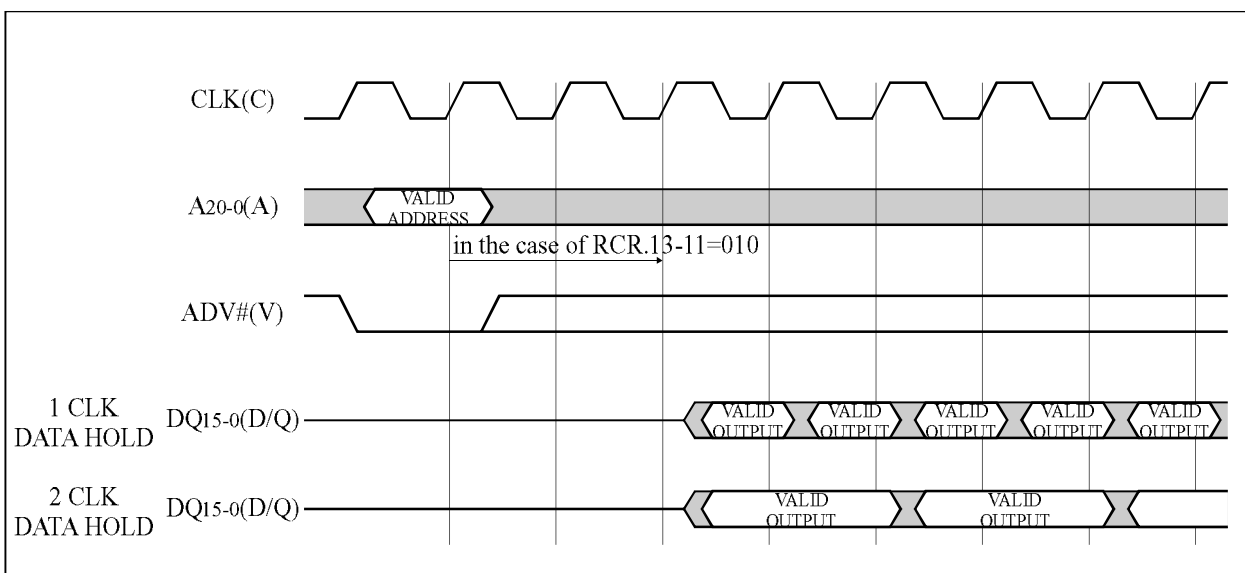 CLK(C)
A20-0(A)
VALID
ADDRESS
in the case of RCR.13-11=010
ADV#(V)
1 CLK
DATA HOLD
DQ15-0(D/Q)
VALID
OUTPUT
VALID
OUTPUT
VALID
OUTPUT
VALID
OUTPUT
VALID
OUTPUT
2 CLK
DATA HOLD
DQ15-0(D/Q)
VALID
OUTPUT
VALID
OUTPUT